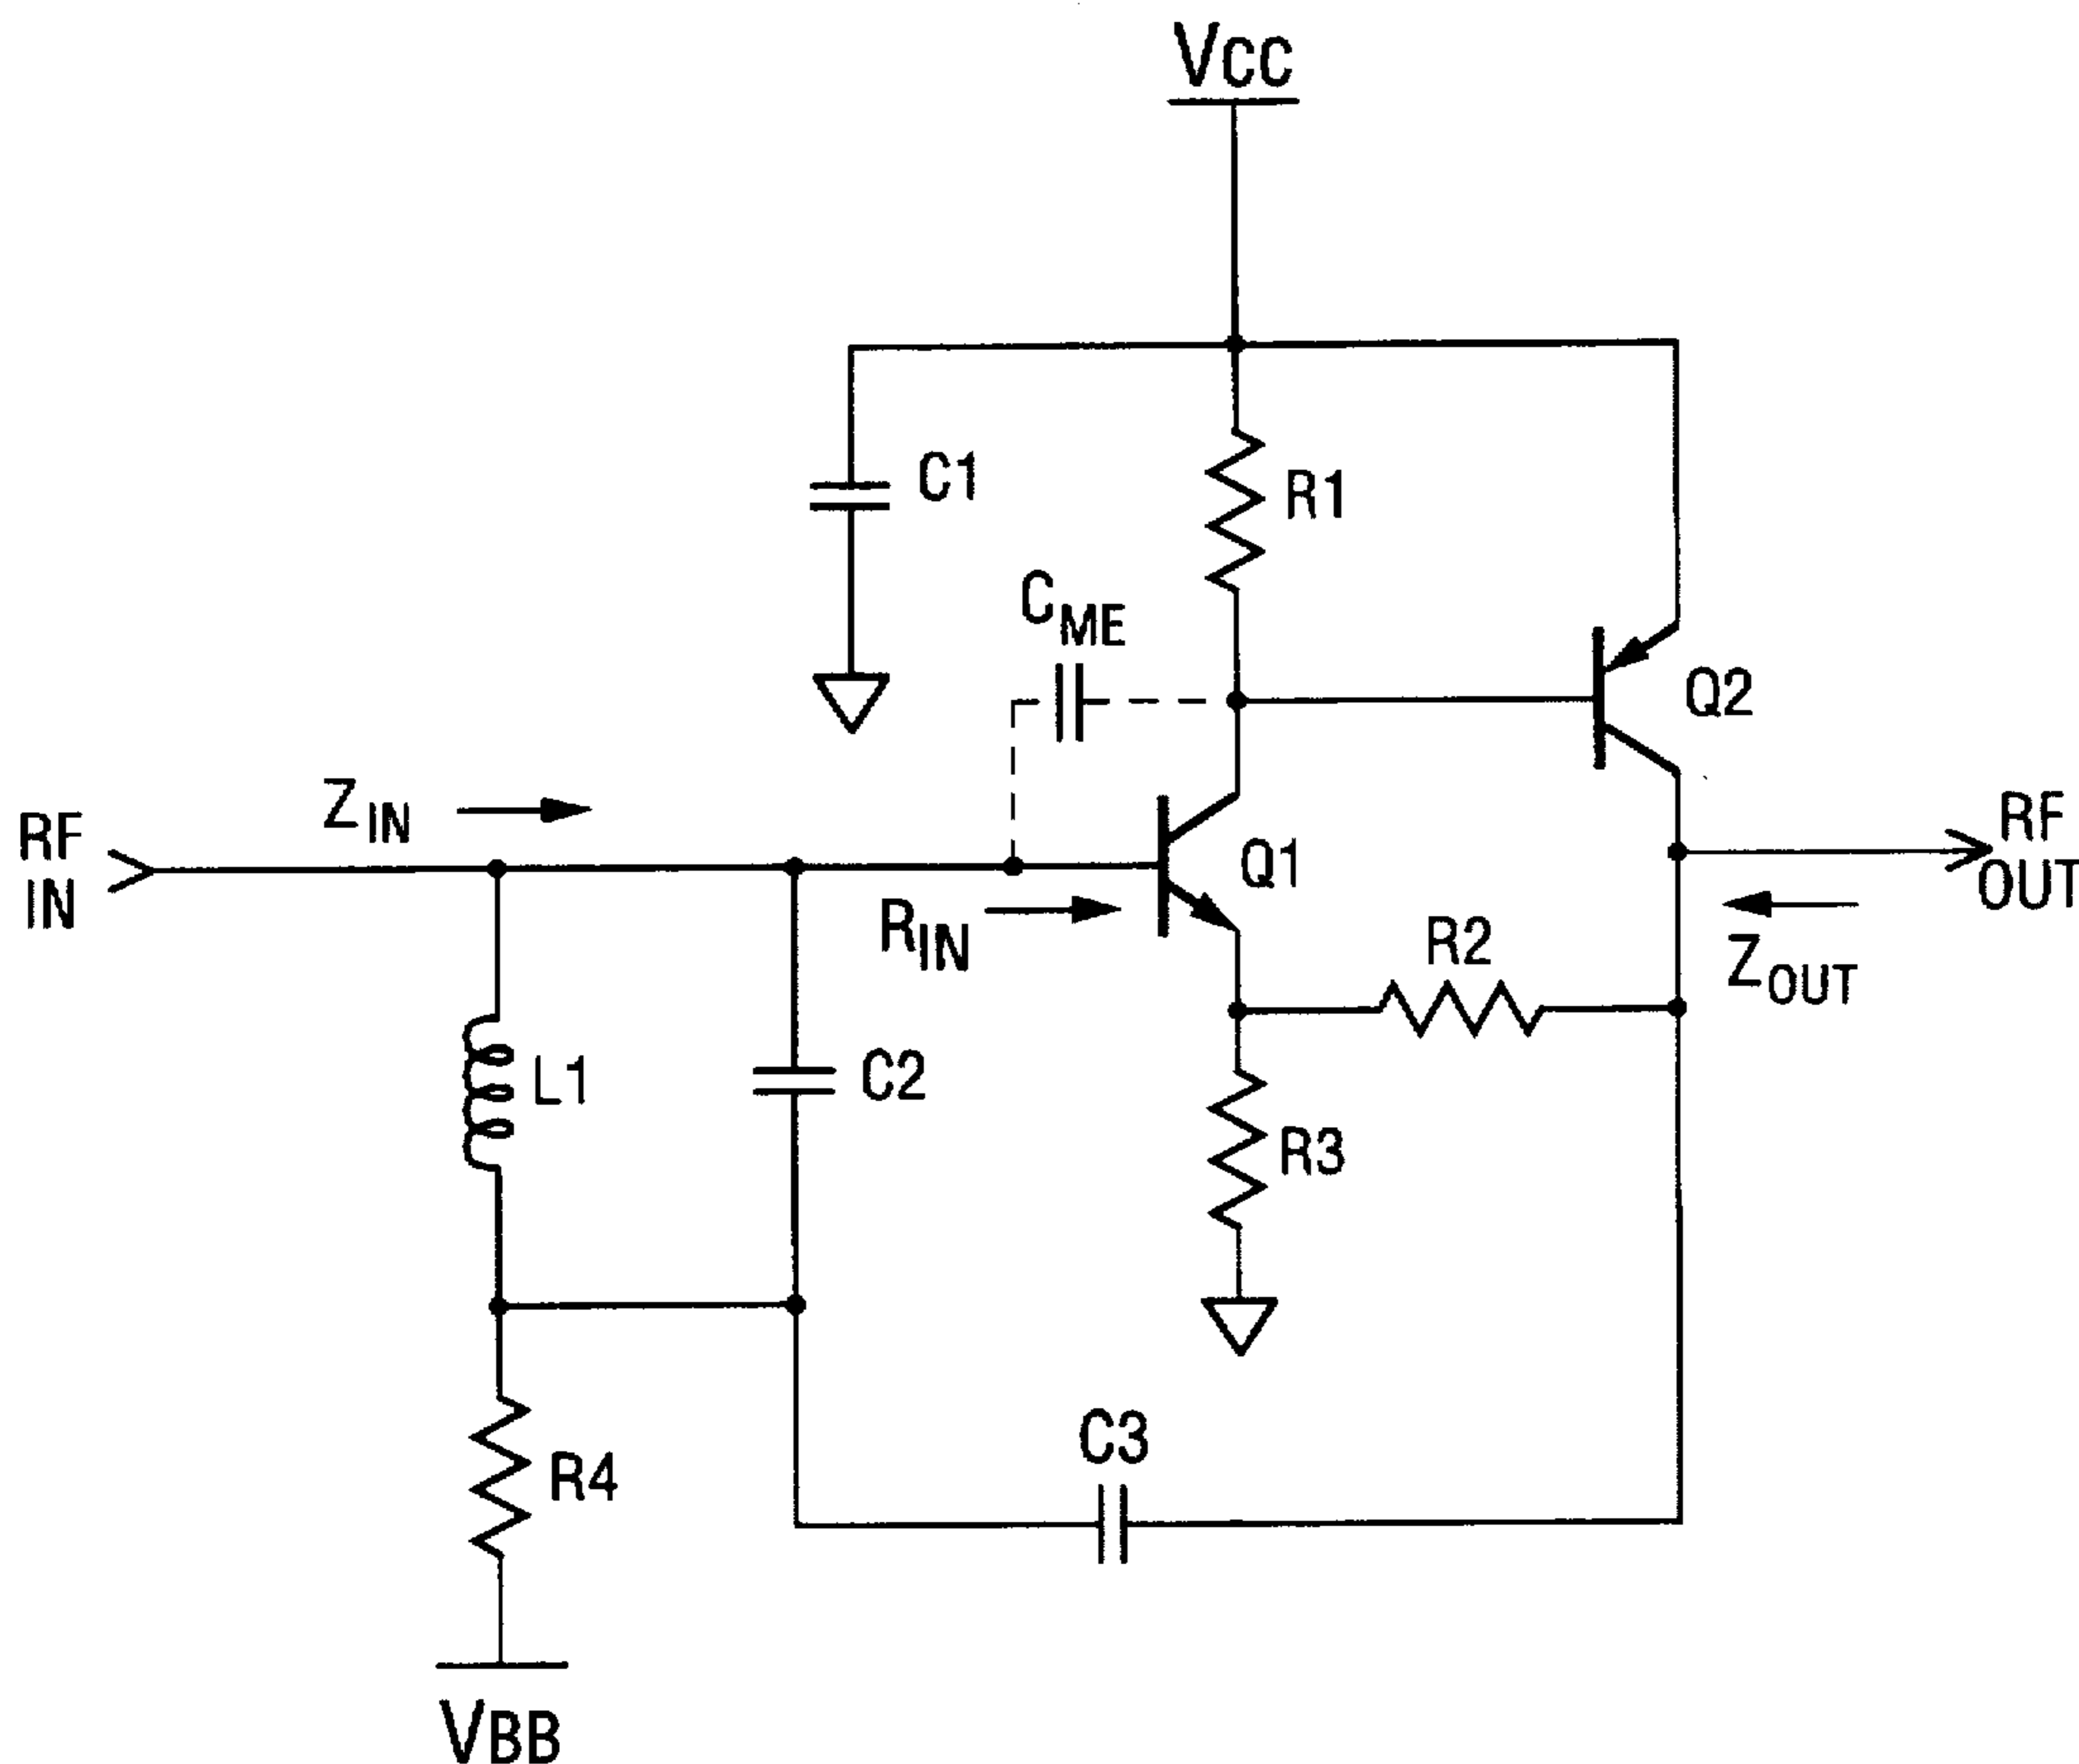 VCC
C1
R1
CME
Q2
ZIN
RF
IN
RIN
Q1
RF
OUT
R2
ZOUT
L1
C2
R3
C3
R4
VBB